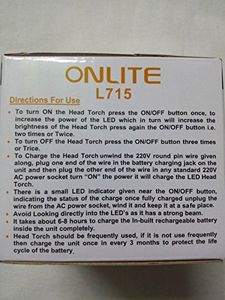 ONLITE
L715
Directions For Use
- To turn ON the Head Torch press the ON/OFF button once, to
increase the power of the LED which in turn will increase the
brightness of the Head Torch press again the ON/OFF button i.e.
two times or Twice.
- To turn OFF the Head Torch press the ON/OFF button three times
or Trice.
- To Charge the Head Torch unwind the 220V round pin wire given
along, plug one end of the wire in the battery charging jack on the
unit and then plug the other end of the wire in any standard 220V
AC power socket turn "ON" the power it will charge the LED Head
Torch.
- There is a small LED indicator given near the ON/OFF button,
indicating the status of the charge once fully charged unplug the
wire from the AC power socket, wind it and keep it at a safe place.
- Avoid Looking directly into the LED's as it has a strong beam.
- It takes about 6-8 hours to charge the In-built rechargeable battery
inside the unit completely.
- Head Torch should be frequently used, if it is not use frequently
then charge the unit once in every 3 months to protect the life
cycle of the battery.